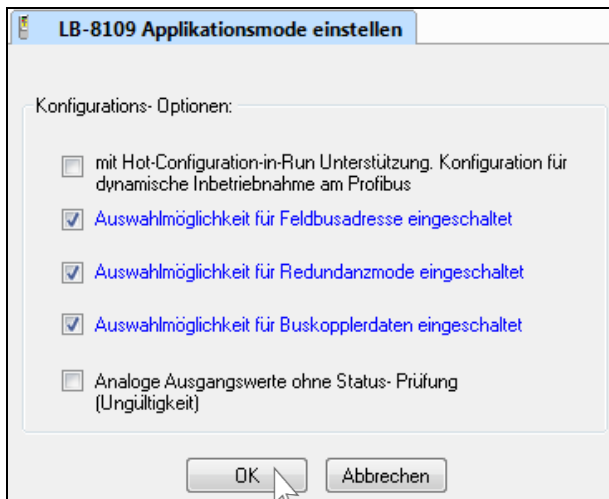 LB-8109 Applikationsmode einstellen
Konfigurations- Optionen:
mit Hot-Configuration-in-Run Unterstützung. Konfiguration für
dynamische Inbetriebnahme am Profibus
Auswahlmöglichkeit für Feldbusadresse eingeschaltet
Auswahlmöglichkeit für Redundanzmode eingeschaltet
Auswahlmöglichkeit für Buskopplerdaten eingeschaltet
Analoge Ausgangswerte ohne Status- Prüfung
(Ungültigkeit)
OK
Abbrechen